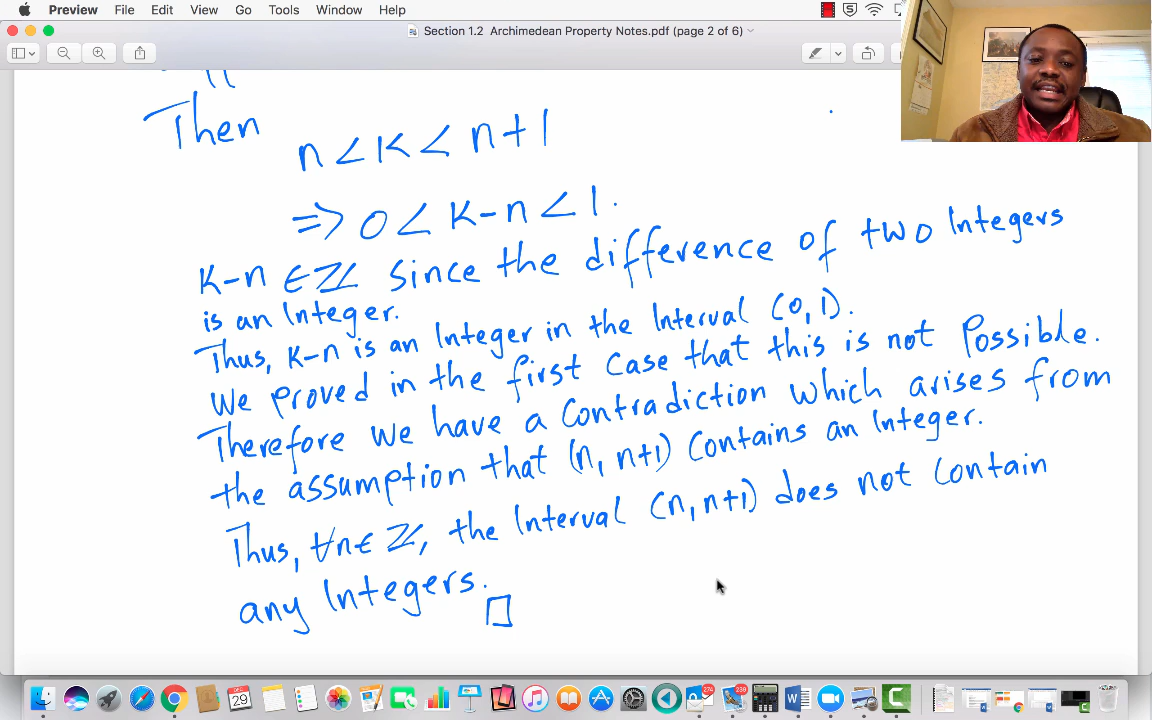 Preview File Edit View Go Tools Window Help
Section 1.2 Archimedean Property Notes.pdf (page 2 of 6)
Then
n < K < n+1
=> 0 < K-n < 1.
K-n ∈ ℤ Since the difference of two Integers
is an Integer.
Thus, K-n is an Integer in the Interval (0,1).
We proved in the first Case that this is not Possible.
Therefore We have a Contradiction which arises from
the assumption that (n, n+1) Contains an Integer.
Thus, ∀n∈ ℤ, the Interval (n, n+1) does not Contain
any Integers. □
29